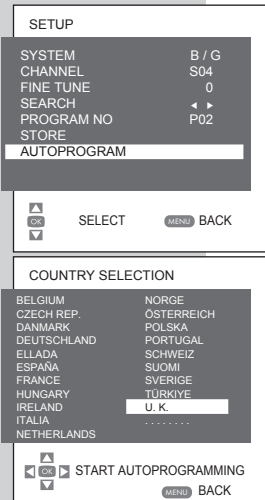 SETUP
SYSTEM B / G
CHANNEL S04
FINE TUNE 0
SEARCH ◂ ▸
PROGRAM NO P02
STORE
AUTOPROGRAM
OK SELECT MENU BACK
COUNTRY SELECTION
BELGIUM NORGE
CZECH REP. ÖSTERREICH
DANMARK POLSKA
DEUTSCHLAND PORTUGAL
ELLADA SCHWEIZ
ESPAÑA SUOMI
FRANCE SVERIGE
HUNGARY TÜRKIYE
IRELAND U. K.
ITALIA . . . . . . . .
NETHERLANDS
OK START AUTOPROGRAMMING
MENU BACK